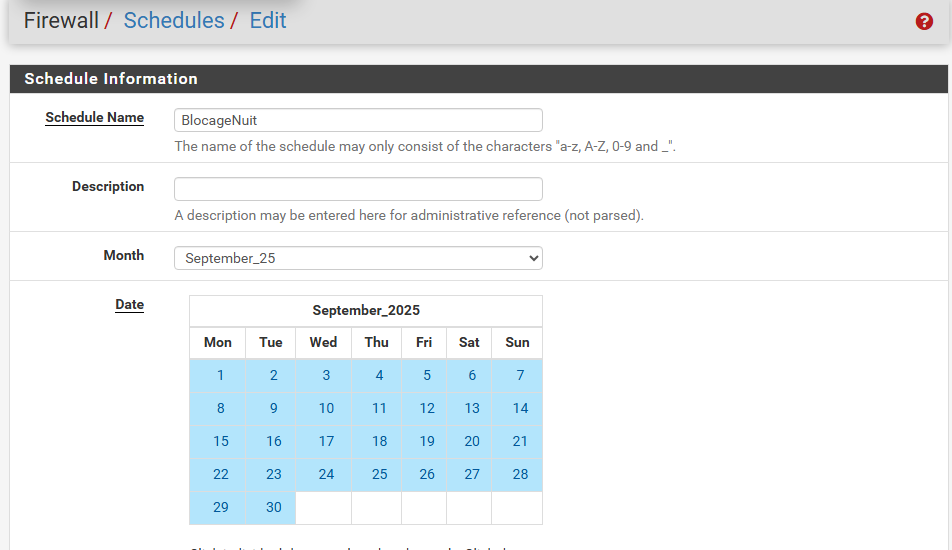 Firewall / Schedules / Edit
?
Schedule Information
Schedule Name BlocageNuit
The name of the schedule may only consist of the characters "a-z, A-Z, 0-9 and _".
Description
A description may be entered here for administrative reference (not parsed).
Month September_25
Date
September_2025
Mon Tue Wed Thu Fri Sat Sun
1 2 3 4 5 6 7
8 9 10 11 12 13 14
15 16 17 18 19 20 21
22 23 24 25 26 27 28
29 30